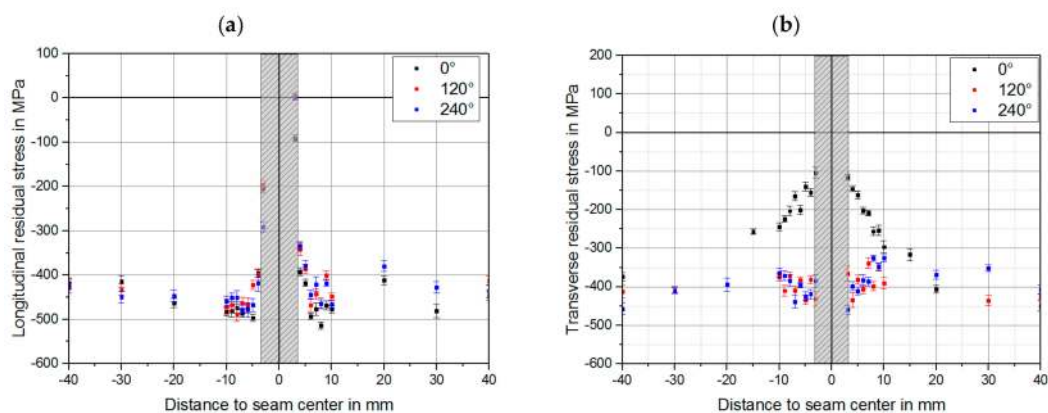 (a)
100
0
-100
-200
-300
-400
-500
-600
Longitudinal residual stress in MPa
0°
120°
240°
-40 -30 -20 -10 0 10 20 30 40
Distance to seam center in mm
(b)
200
100
0
-100
-200
-300
-400
-500
-600
Transverse residual stress in MPa
0°
120°
240°
-40 -30 -20 -10 0 10 20 30 40
Distance to seam center in mm